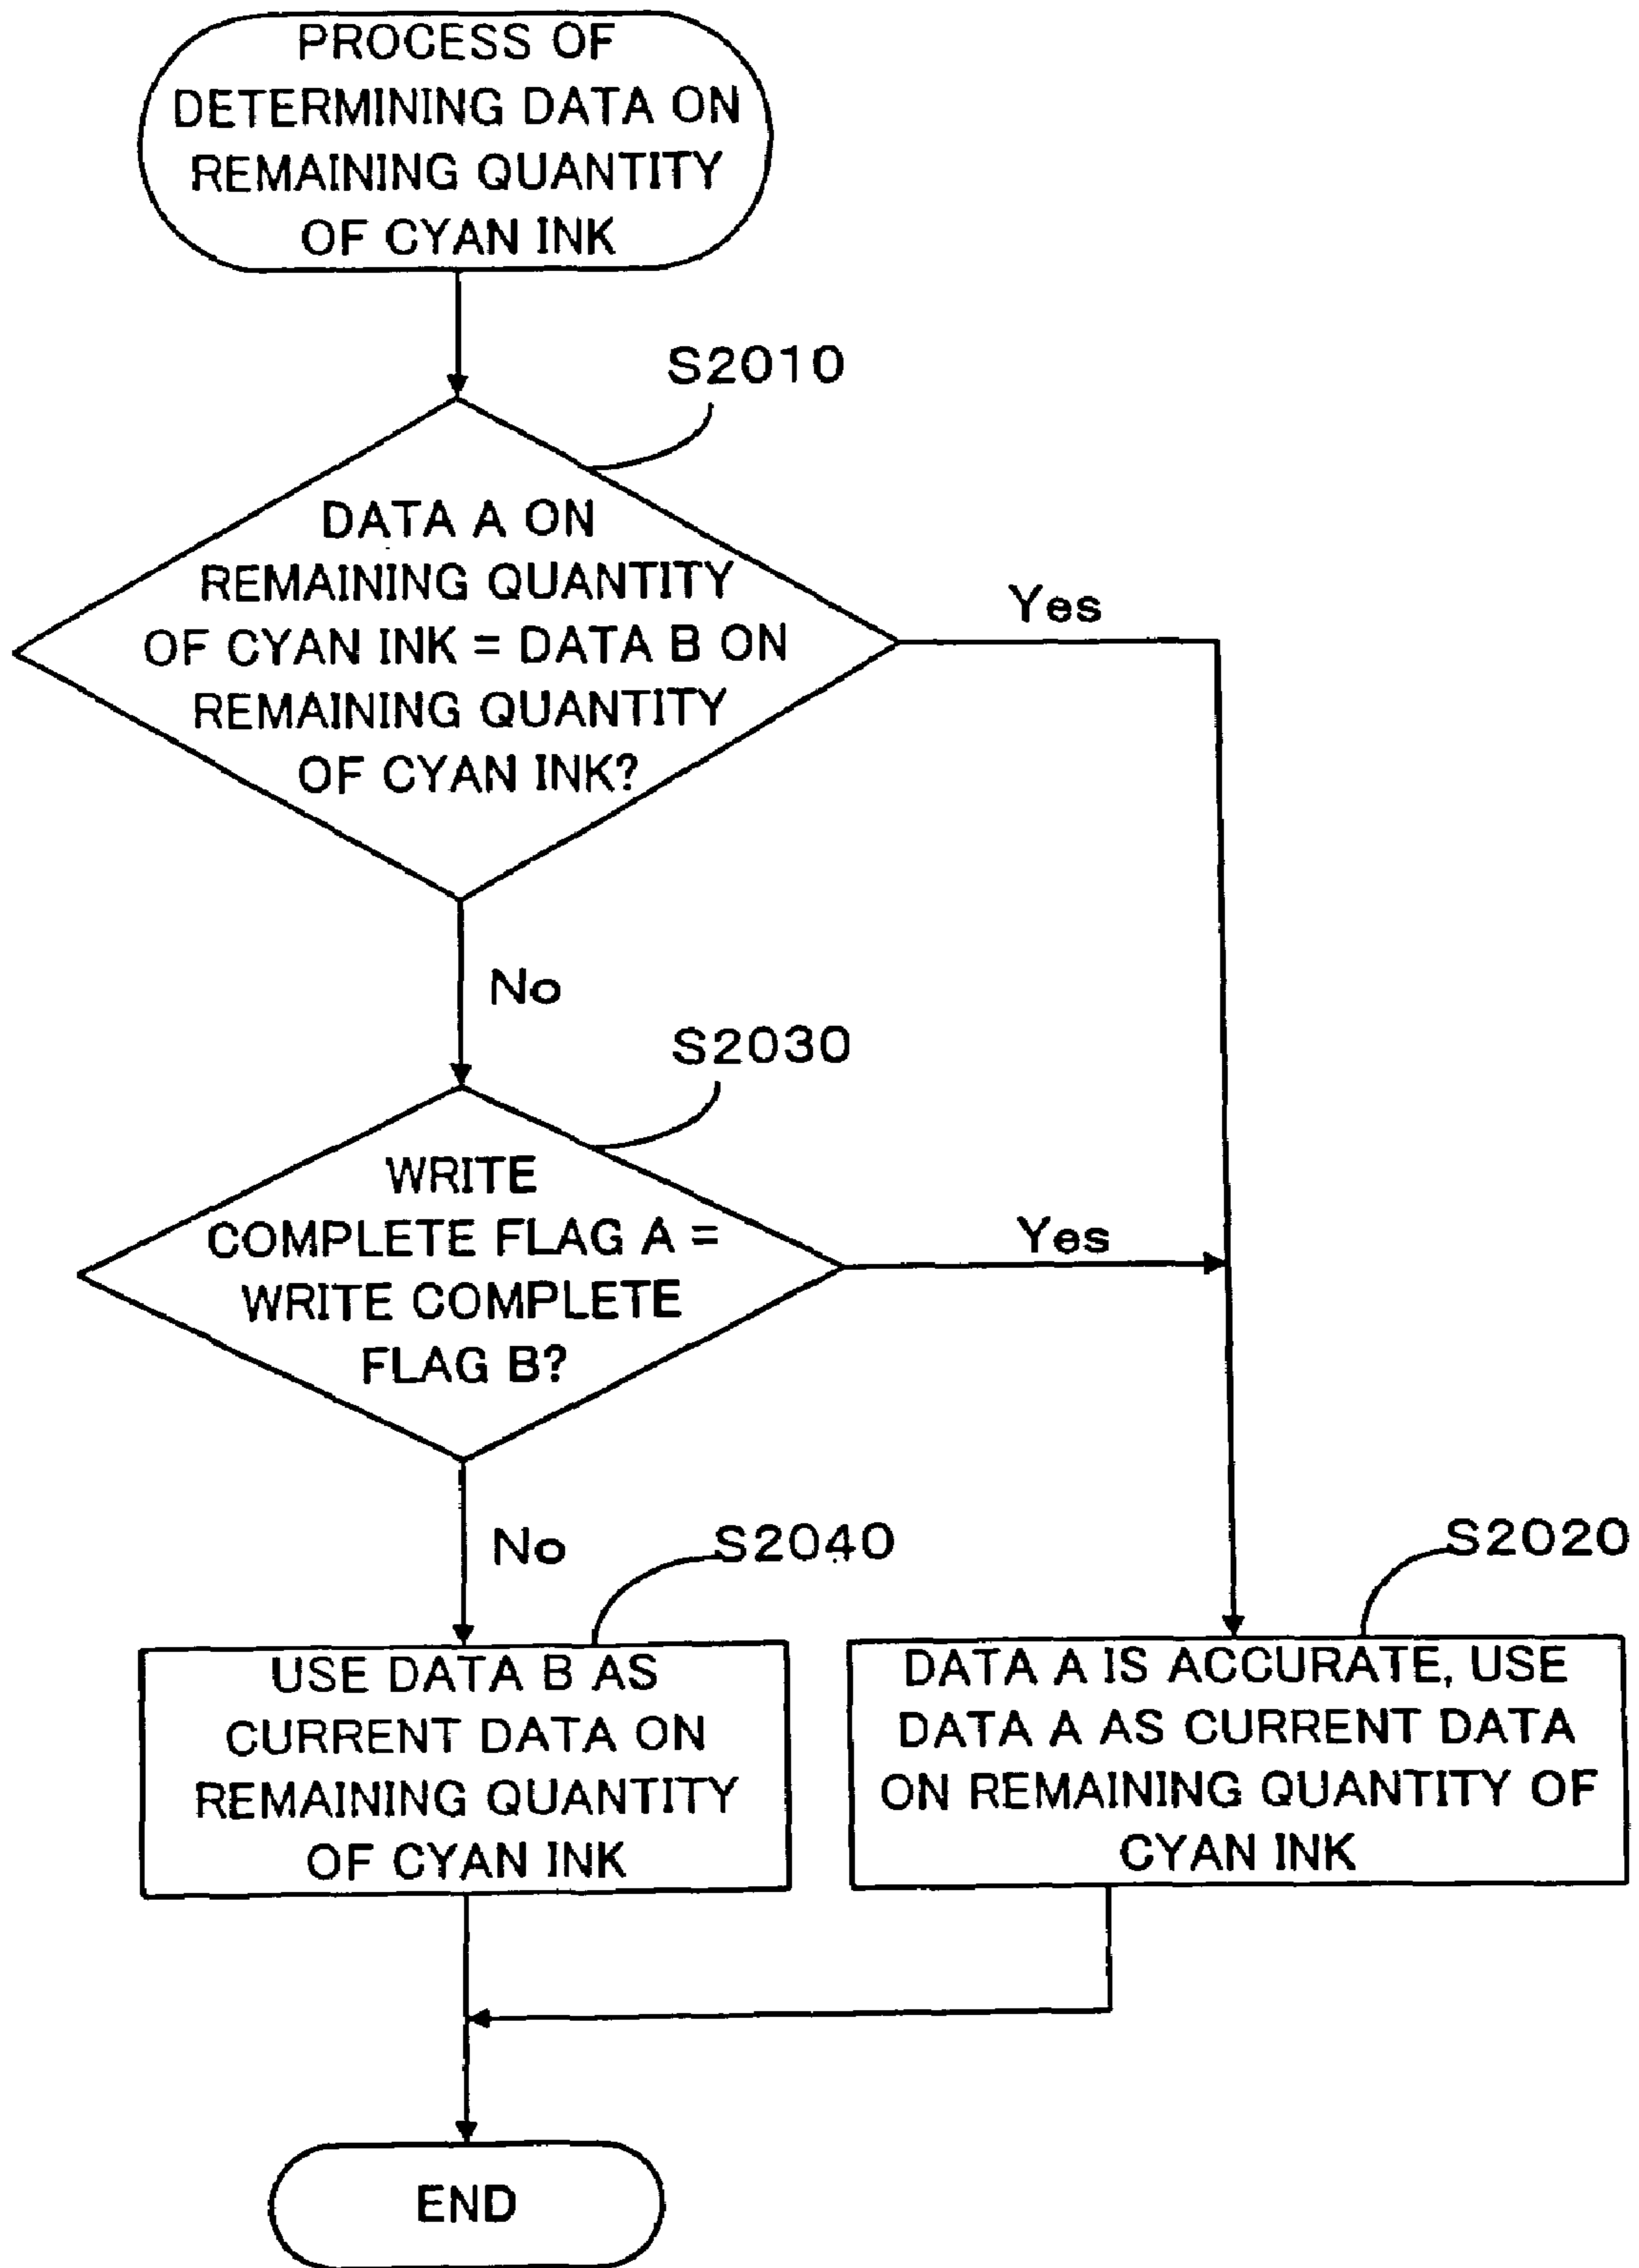 PROCESS OF
DETERMINING DATA ON
REMAINING QUANTITY
OF CYAN INK
S2010
DATA A ON
REMAINING QUANTITY
OF CYAN INK = DATA B ON
REMAINING QUANTITY
OF CYAN INK?
Yes
No
S2030
WRITE
COMPLETE FLAG A =
WRITE COMPLETE
FLAG B?
Yes
No
S2040
S2020
USE DATA B AS
CURRENT DATA ON
REMAINING QUANTITY
OF CYAN INK
DATA A IS ACCURATE, USE
DATA A AS CURRENT DATA
ON REMAINING QUANTITY OF
CYAN INK
END